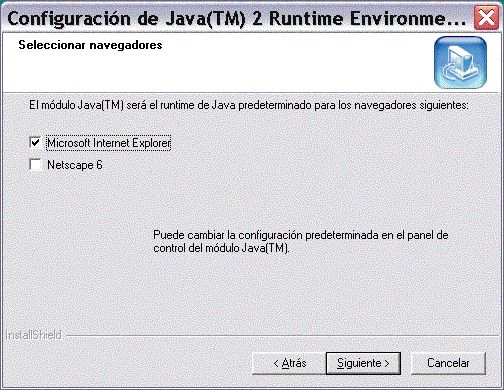 Configuración de Java(TM) 2 Runtime Environme...
Seleccionar navegadores
El módulo Java(TM) será el runtime de Java predeterminado para los navegadores siguientes:
Microsoft Internet Explorer
Netscape 6
Puede cambiar la configuración predeterminada en el panel de
control del módulo Java(TM).
InstallShield
< Atrás
Siguiente >
Cancelar